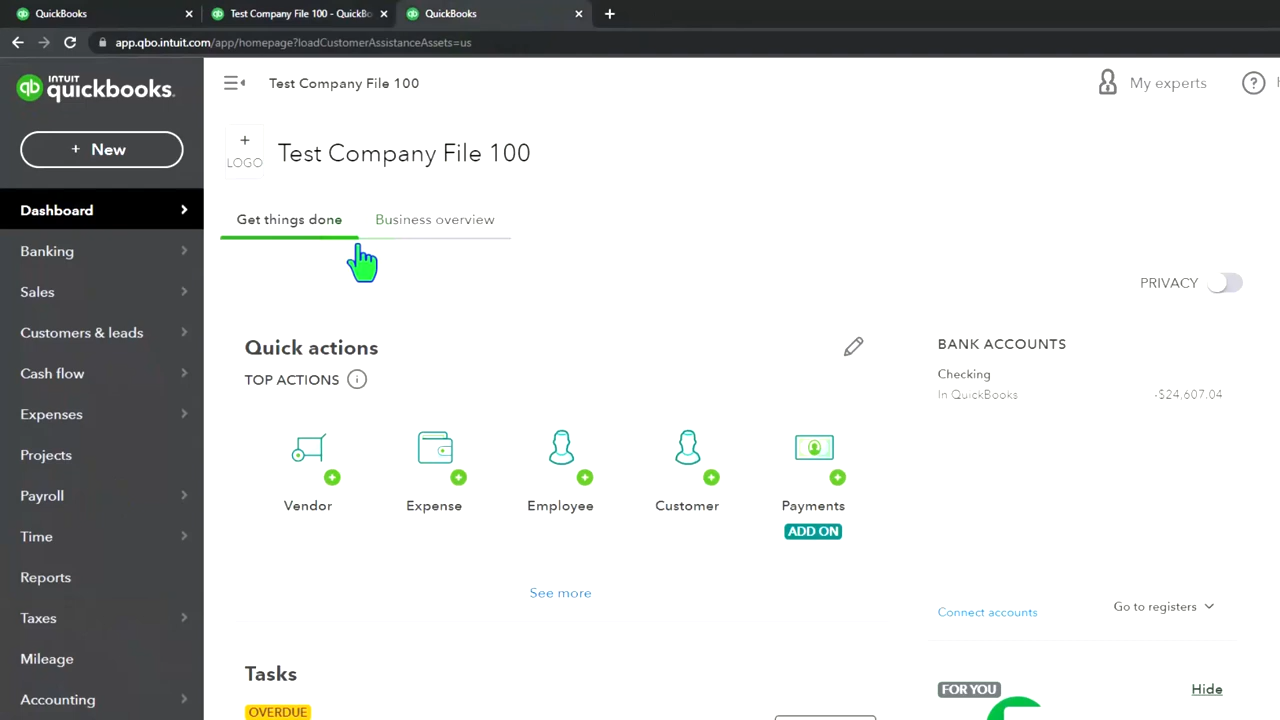 QuickBooks
Test Company File 100 - QuickBo
QuickBooks
app.qbo.intuit.com/app/homepage?loadCustomerAssistanceAssets=us
INTUIT
quickbooks.
Test Company File 100
My experts
+ New
+
LOGO
Test Company File 100
Dashboard
Get things done
Business overview
Banking
Sales
PRIVACY
Customers & leads
Quick actions
BANK ACCOUNTS
Cash flow
TOP ACTIONS
Checking
In QuickBooks
-$24,607.04
Expenses
Projects
Payroll
Vendor
Expense
Employee
Customer
Payments
ADD ON
Time
Reports
See more
Connect accounts
Go to registers
Taxes
Mileage
Tasks
FOR YOU
Hide
Accounting
OVERDUE